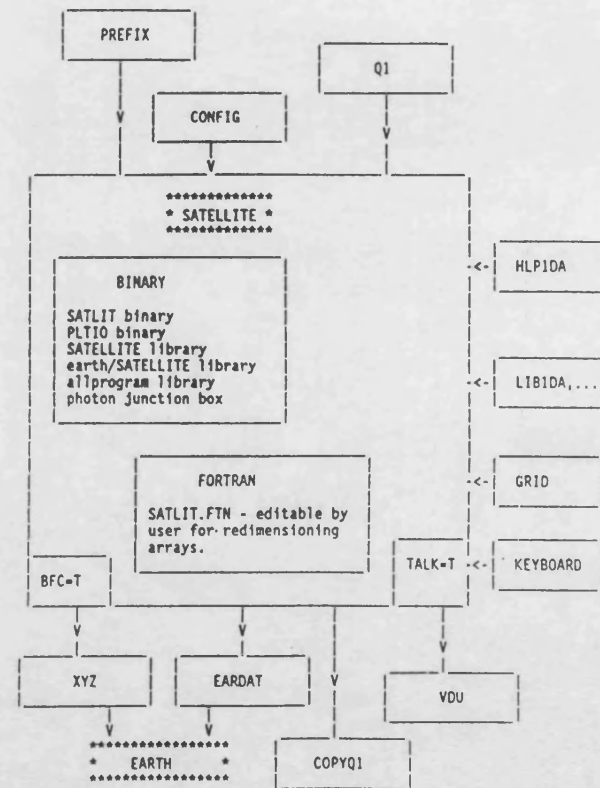 PREFIX
Q1
CONFIG
*************
* SATELLITE *
*************
BINARY
SATLIT binary
PLTIO binary
SATELLITE library
earth/SATELLITE library
allprogram library
photon junction box
HLP1DA
LIB1DA,...
FORTRAN
SATLIT.FTN - editable by
user for redimensioning
arrays.
GRID
BFC=T
TALK=T
KEYBOARD
XYZ
EARDAT
VDU
*****************
* EARTH *
*****************
COPYQ1